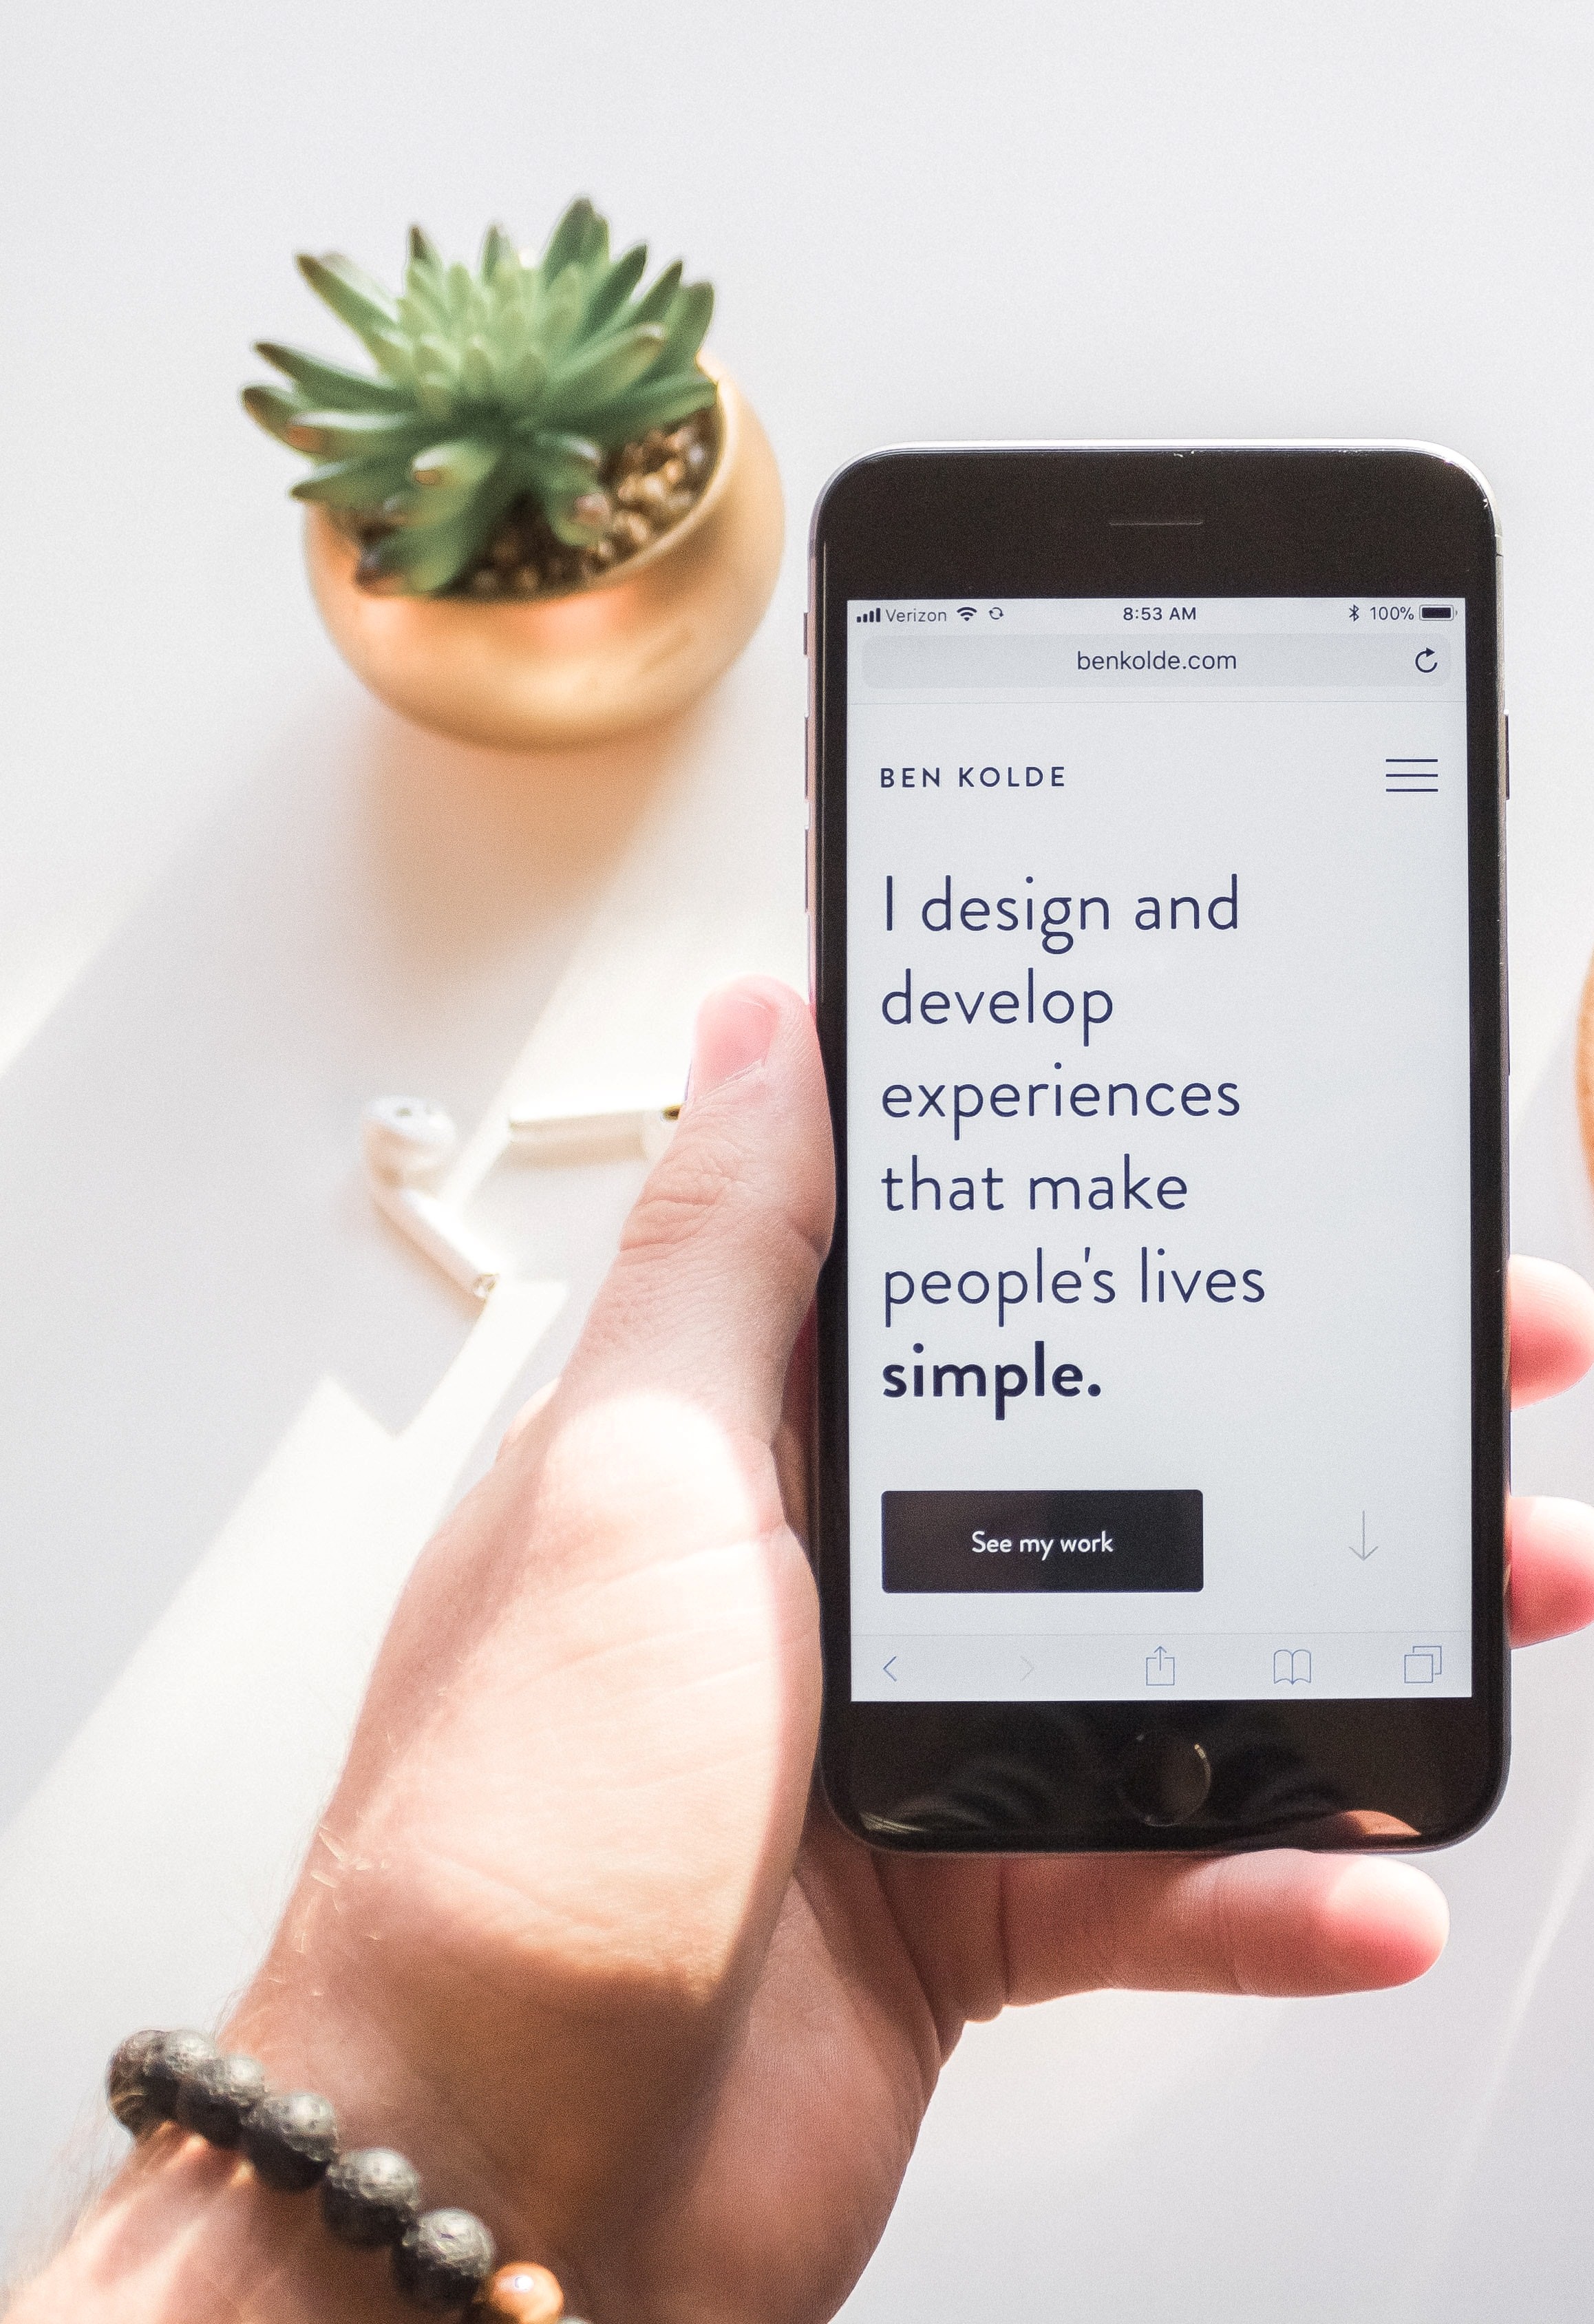 Verizon 8:53 AM 100%
benkolde.com
BEN KOLDE
I design and
develop
experiences
that make
people's lives
simple.
See my work